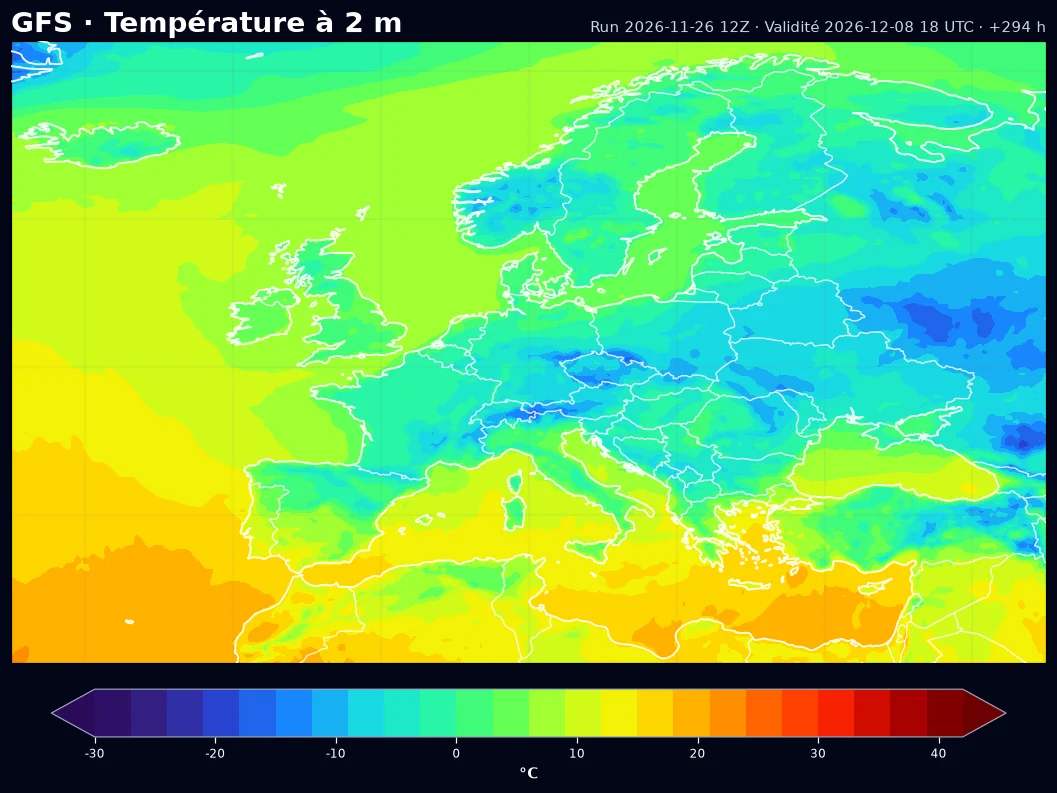 GFS · Température à 2 m
Run 2026-11-26 12Z · Validité 2026-12-08 18 UTC · +294 h
-30 -20 -10 0 10 20 30 40
°C